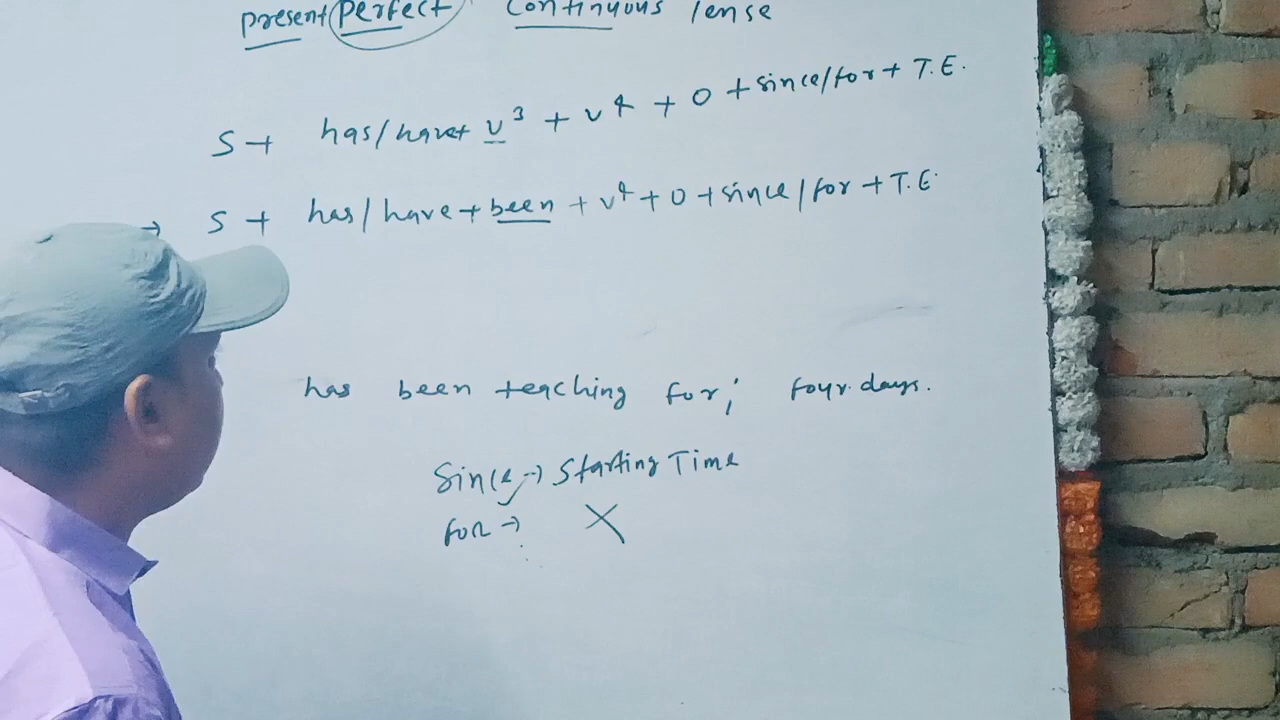 present perfect continuous Tense
S + has/have + v³ + v⁴ + O + since/for + T.E.
→ S + has/have + been + v⁴ + O + since/for + T.E.
has been teaching for; four days.
Since → Starting Time
for → X